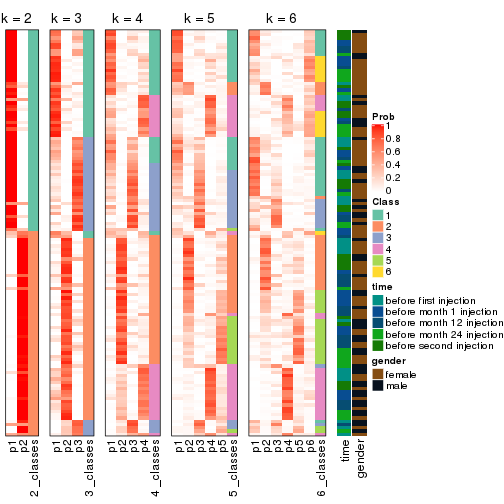 k = 2 k = 3 k = 4 k = 5 k = 6
Prob
1
0.8
0.6
0.4
0.2
0
Class
1
2
3
4
5
6
time
before first injection
before month 1 injection
before month 12 injection
before month 24 injection
before second injection
gender
female
male
p1 p2 2_classes p1 p2 p3 3_classes p1 p2 p3 p4 4_classes p1 p2 p3 p4 p5 5_classes p1 p2 p3 p4 p5 p6 6_classes time gender